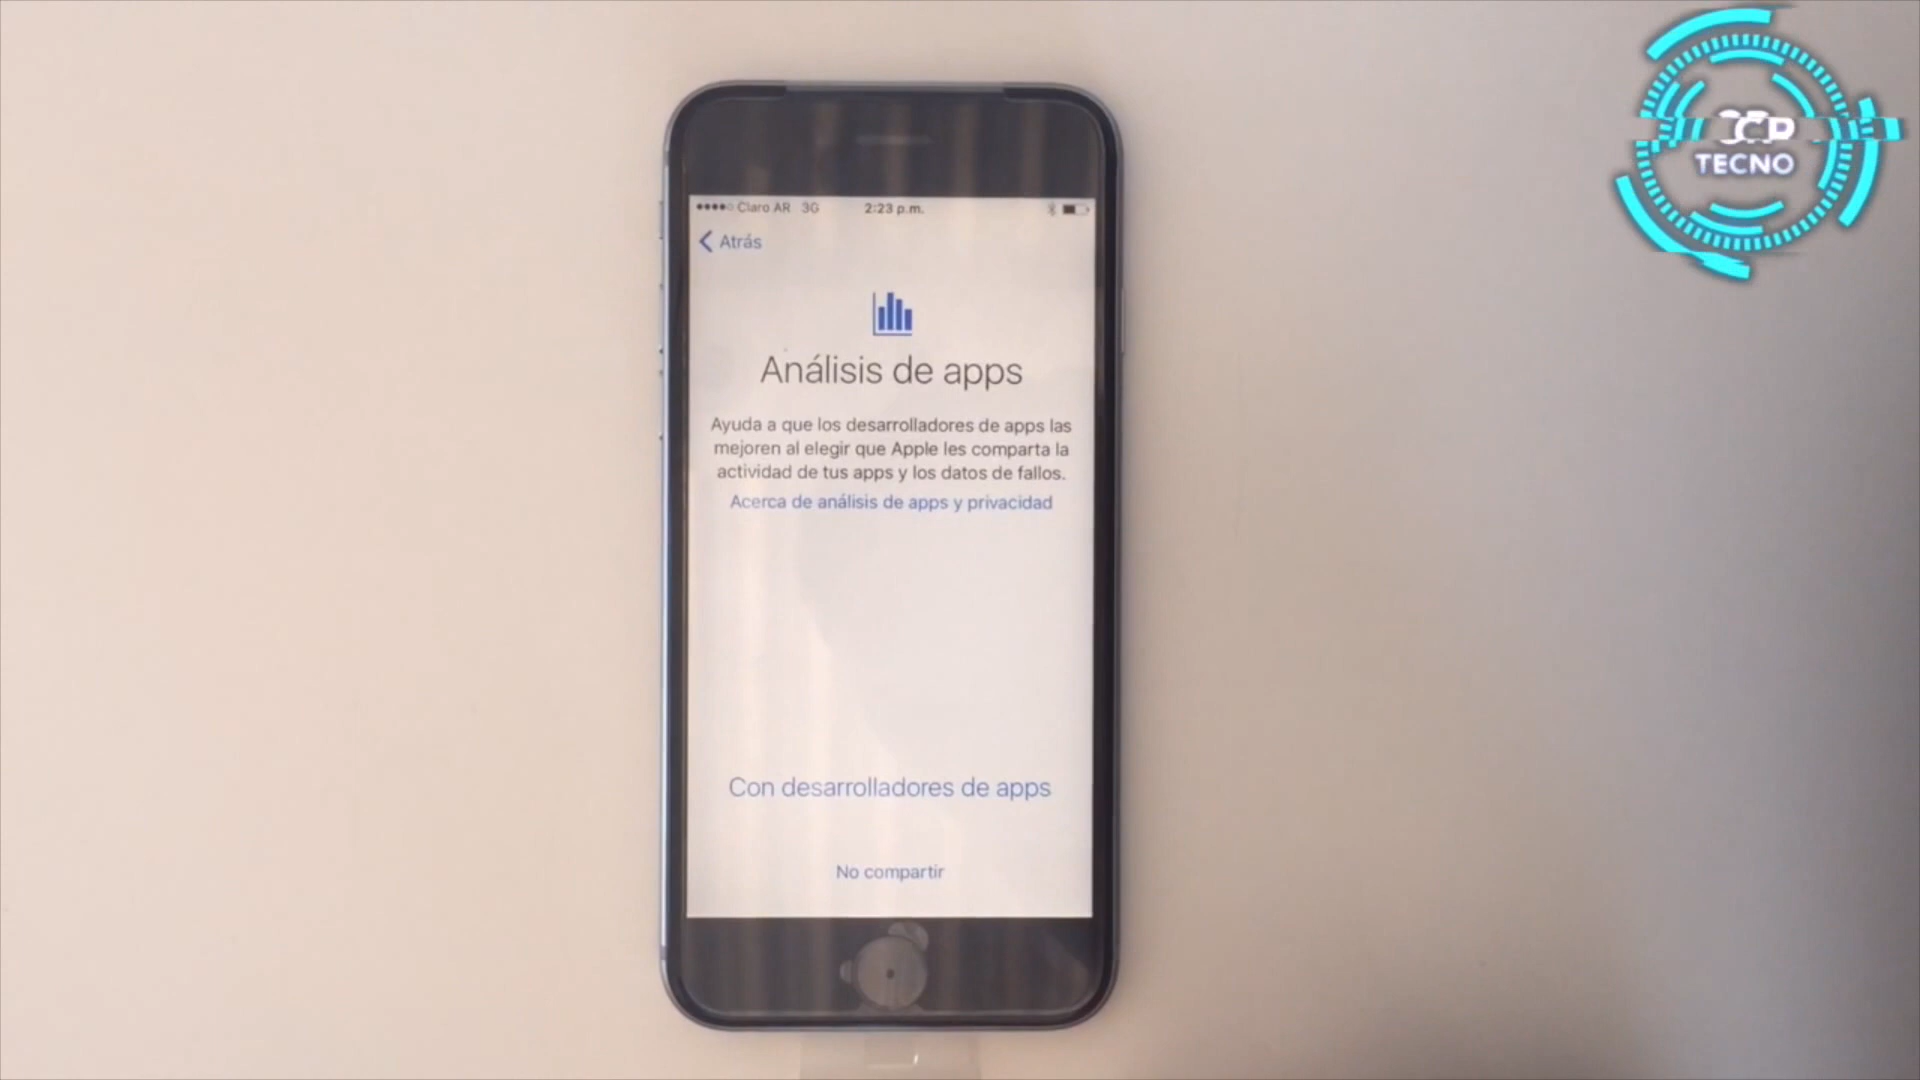 TECNO
Claro AR 3G 2:23 p.m.
Atrás
Análisis de apps
Ayuda a que los desarrolladores de apps las
mejoren al elegir que Apple les comparta la
actividad de tus apps y los datos de fallos.
Acerca de análisis de apps y privacidad
Con desarrolladores de apps
No compartir